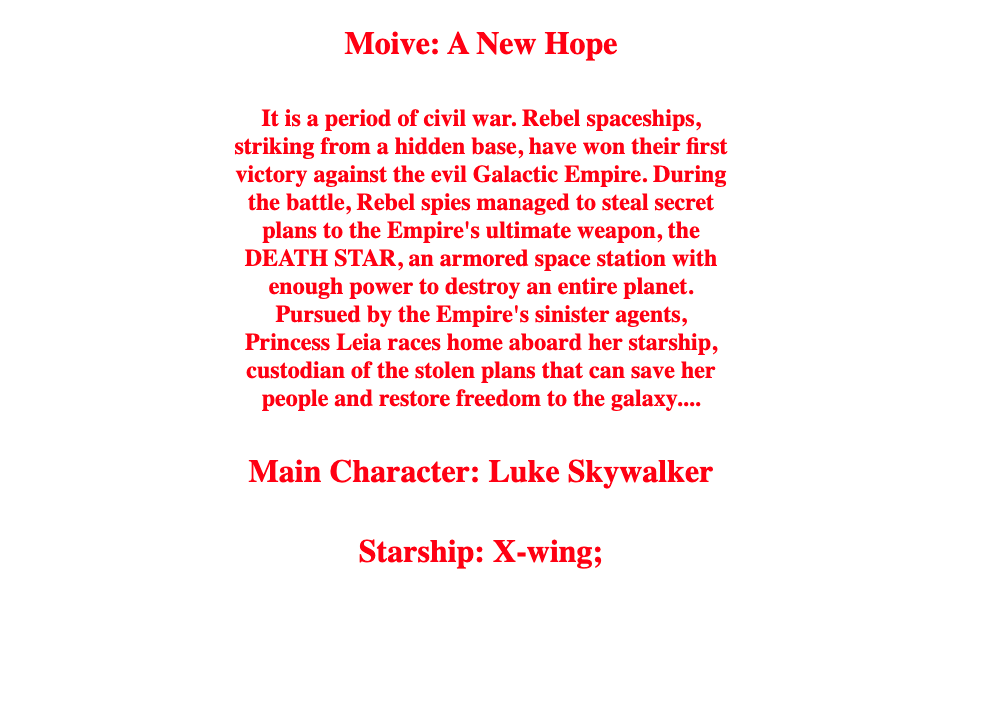 Moive: A New Hope
It is a period of civil war. Rebel spaceships,
striking from a hidden base, have won their first
victory against the evil Galactic Empire. During
the battle, Rebel spies managed to steal secret
plans to the Empire's ultimate weapon, the
DEATH STAR, an armored space station with
enough power to destroy an entire planet.
Pursued by the Empire's sinister agents,
Princess Leia races home aboard her starship,
custodian of the stolen plans that can save her
people and restore freedom to the galaxy....
Main Character: Luke Skywalker
Starship: X-wing;